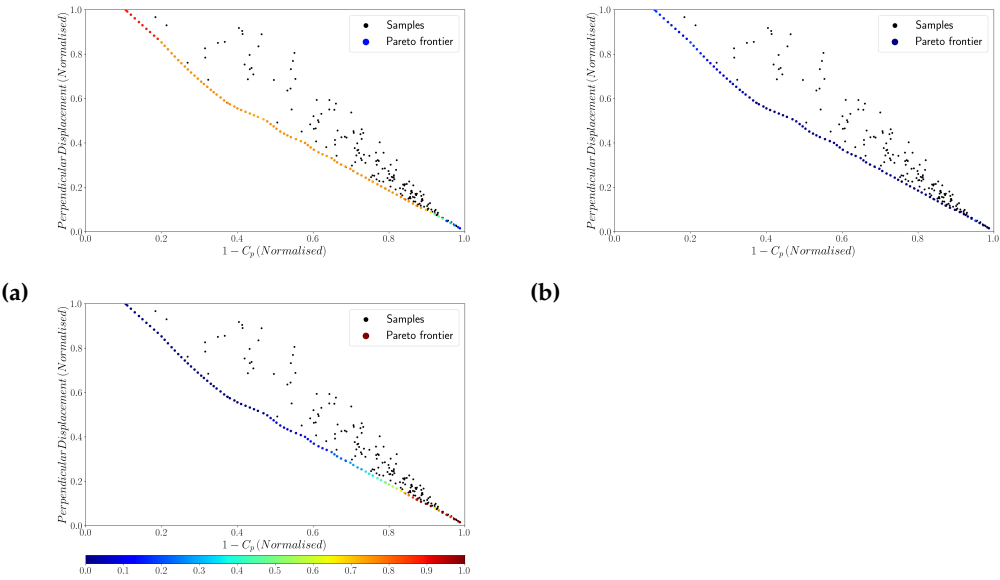 Perpendicular Displacement (Normalised)
1.0
0.8
0.6
0.4
0.2
0.0
Samples
Pareto frontier
0.0 0.2 0.4 0.6 0.8 1.0
1 − C_p (Normalised)
(a)
Perpendicular Displacement (Normalised)
1.0
0.8
0.6
0.4
0.2
0.0
Samples
Pareto frontier
0.0 0.2 0.4 0.6 0.8 1.0
1 − C_p (Normalised)
(b)
Perpendicular Displacement (Normalised)
1.0
0.8
0.6
0.4
0.2
0.0
Samples
Pareto frontier
0.0 0.2 0.4 0.6 0.8 1.0
1 − C_p (Normalised)
0.0 0.1 0.2 0.3 0.4 0.5 0.6 0.7 0.8 0.9 1.0